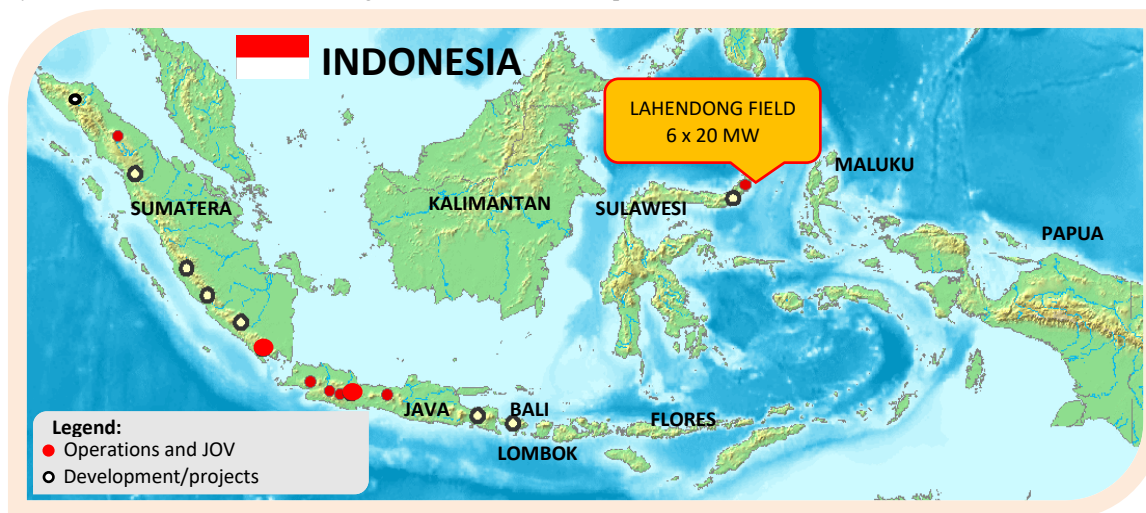 INDONESIA
LAHENDONG FIELD
6 x 20 MW
MALUKU
SUMATERA
KALIMANTAN
SULAWESI
PAPUA
JAVA
BALI
FLORES
LOMBOK
Legend:
Operations and JOV
Development/projects